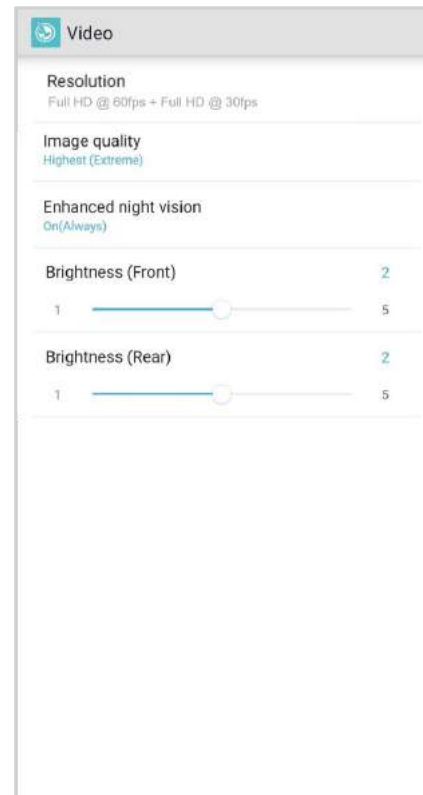 Video
Resolution
Full HD @ 60fps + Full HD @ 30fps
Image quality
Highest (Extreme)
Enhanced night vision
On(Always)
Brightness (Front) 2
1 5
Brightness (Rear) 2
1 5